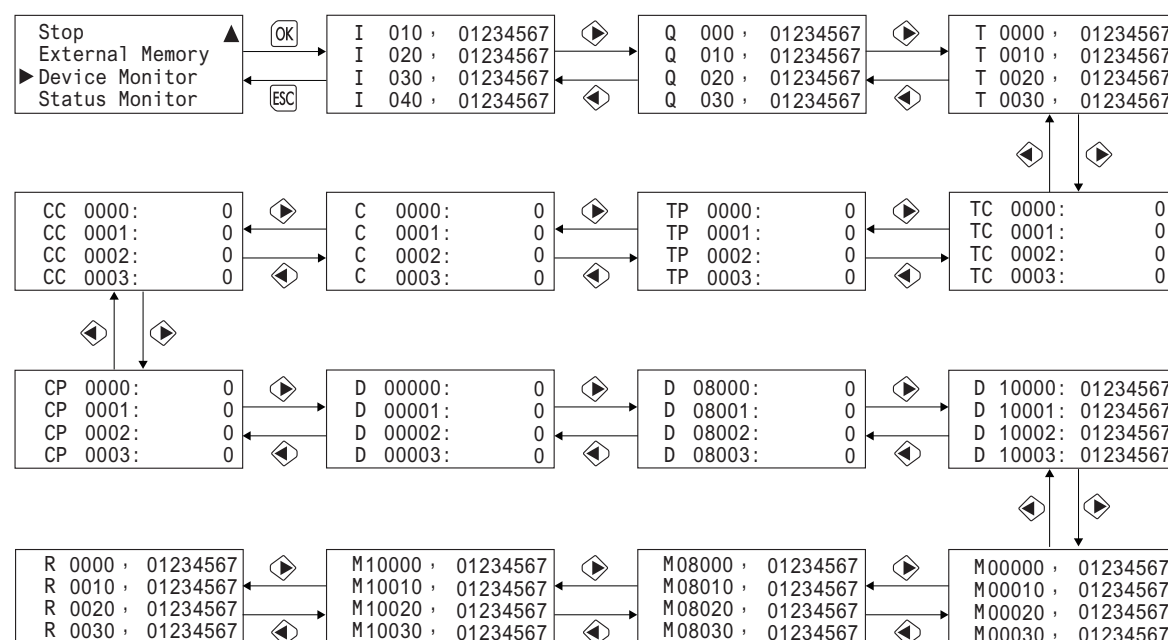 Stop
External Memory
Device Monitor
Status Monitor
OK
ESC
I 010, 01234567
I 020, 01234567
I 030, 01234567
I 040, 01234567
Q 000, 01234567
Q 010, 01234567
Q 020, 01234567
Q 030, 01234567
T 0000, 01234567
T 0010, 01234567
T 0020, 01234567
T 0030, 01234567
CC 0000: 0
CC 0001: 0
CC 0002: 0
CC 0003: 0
C 0000: 0
C 0001: 0
C 0002: 0
C 0003: 0
TP 0000: 0
TP 0001: 0
TP 0002: 0
TP 0003: 0
TC 0000: 0
TC 0001: 0
TC 0002: 0
TC 0003: 0
CP 0000: 0
CP 0001: 0
CP 0002: 0
CP 0003: 0
D 00000: 0
D 00001: 0
D 00002: 0
D 00003: 0
D 08000: 0
D 08001: 0
D 08002: 0
D 08003: 0
D 10000: 01234567
D 10001: 01234567
D 10002: 01234567
D 10003: 01234567
R 0000, 01234567
R 0010, 01234567
R 0020, 01234567
R 0030, 01234567
M10000, 01234567
M10010, 01234567
M10020, 01234567
M10030, 01234567
M08000, 01234567
M08010, 01234567
M08020, 01234567
M08030, 01234567
M00000, 01234567
M00010, 01234567
M00020, 01234567
M00030, 01234567